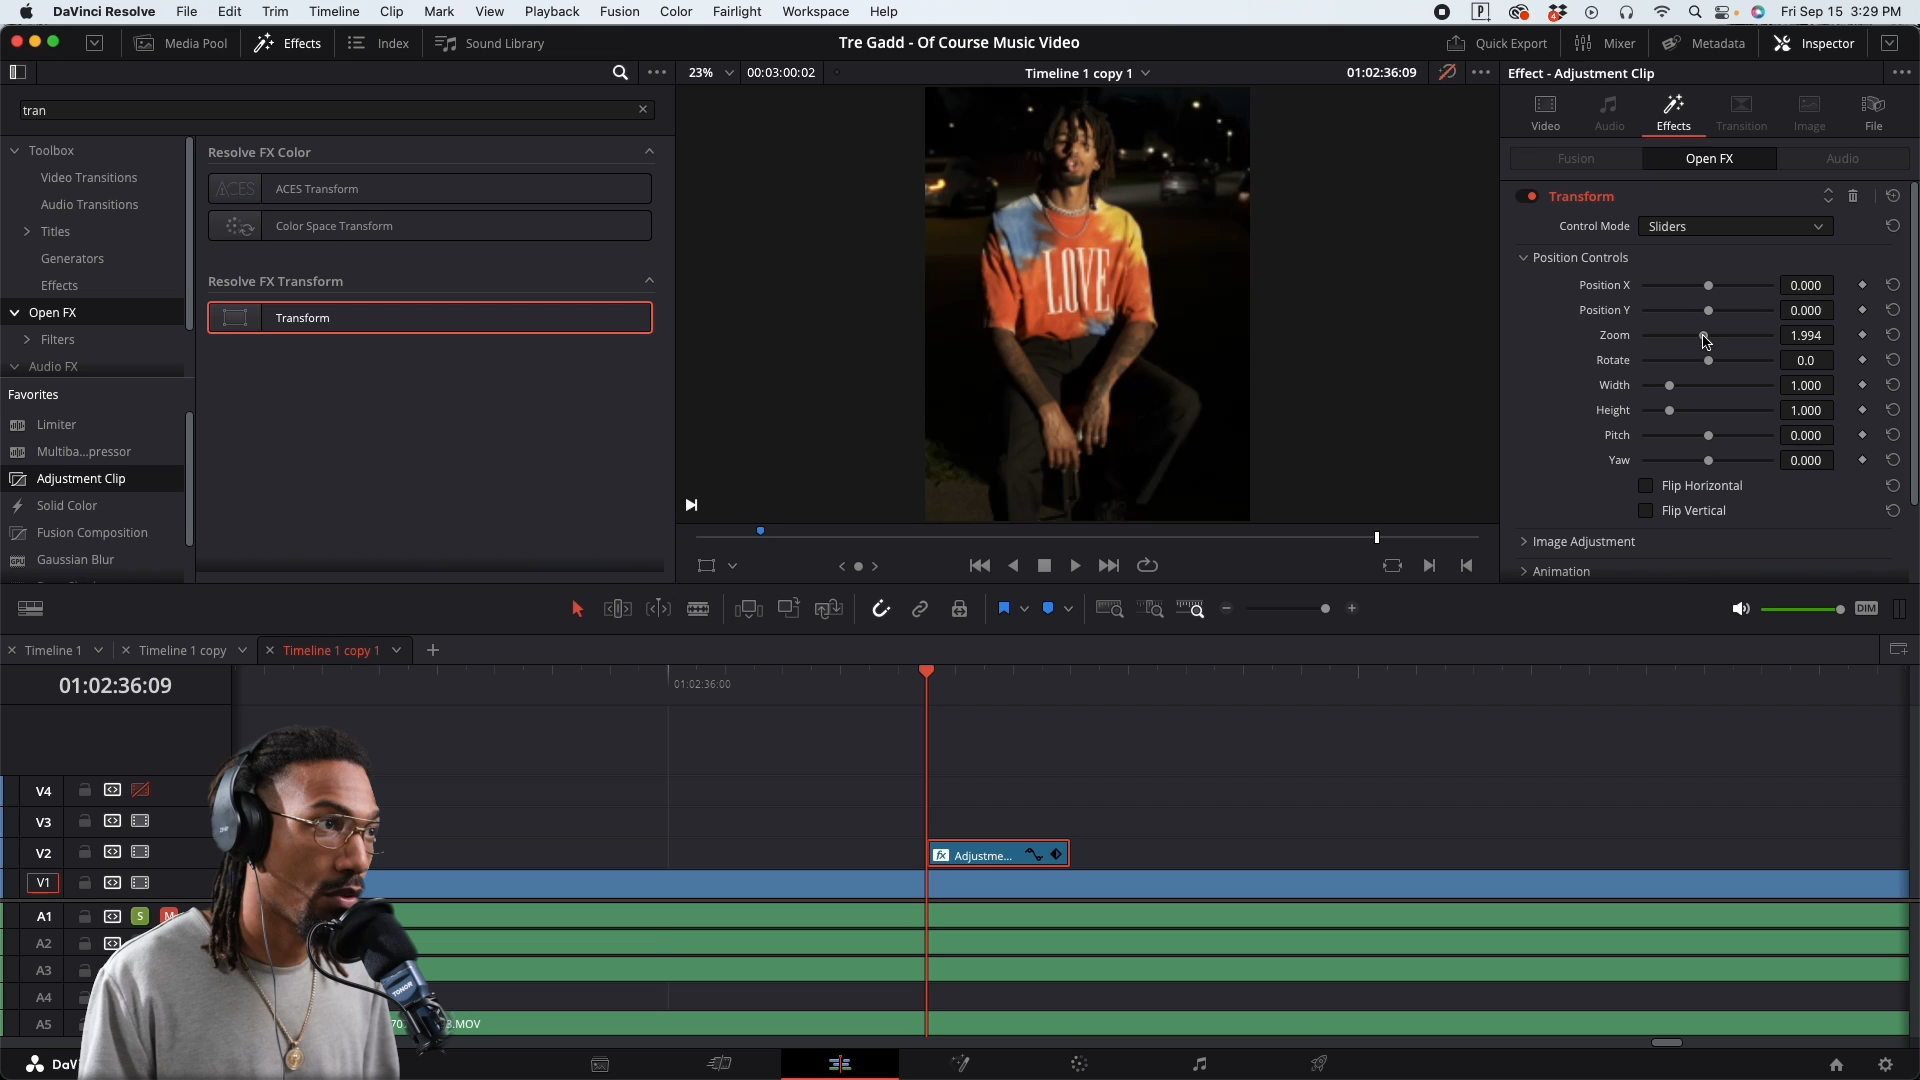 DaVinci Resolve File Edit Trim Timeline Clip Mark View Playback Fusion Color Fairlight Workspace Help
4 Fri Sep 15 3:29 PM
Media Pool Effects Index Sound Library
Tre Gadd - Of Course Music Video
Quick Export Mixer Metadata Inspector
23% 00:03:00:02 Timeline 1 copy 1 01:02:36:09
Effect - Adjustment Clip
tran
Toolbox
Video Transitions
Audio Transitions
Titles
Generators
Effects
Open FX
Filters
Audio FX
Favorites
Limiter
Multiba...pressor
Adjustment Clip
Solid Color
Fusion Composition
Gaussian Blur
Resolve FX Color
ACES ACES Transform
Color Space Transform
Resolve FX Transform
Transform
LOVE
Video Audio Effects Transition Image File
Fusion Open FX Audio
Transform
Control Mode Sliders
Position Controls
Position X 0.000
Position Y 0.000
Zoom 1.994
Rotate 0.0
Width 1.000
Height 1.000
Pitch 0.000
Yaw 0.000
Flip Horizontal
Flip Vertical
Image Adjustment
Animation
DIM
Timeline 1 Timeline 1 copy Timeline 1 copy 1
01:02:36:09
01:02:36:00
V4
V3
V2 fx Adjustme...
V1
A1 S M
A2
A3
A4
A5
.MOV
TONOR
DaV